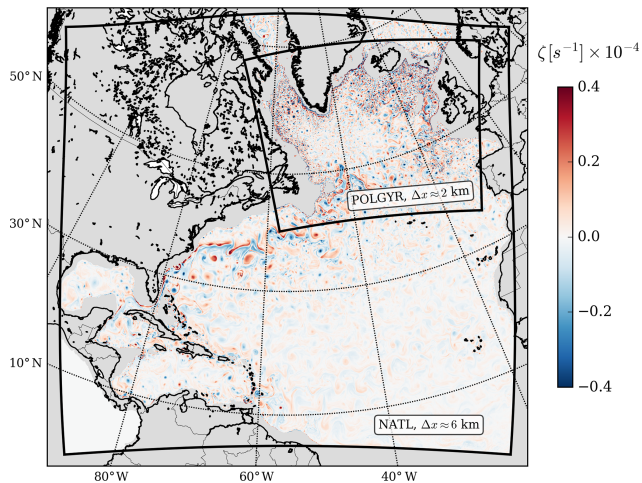 ζ[s⁻¹] × 10⁻⁴
50°N
30°N
10°N
80°W
60°W
40°W
POLGYR, Δx ≈ 2 km
NATL, Δx ≈ 6 km
0.4
0.2
0.0
−0.2
−0.4